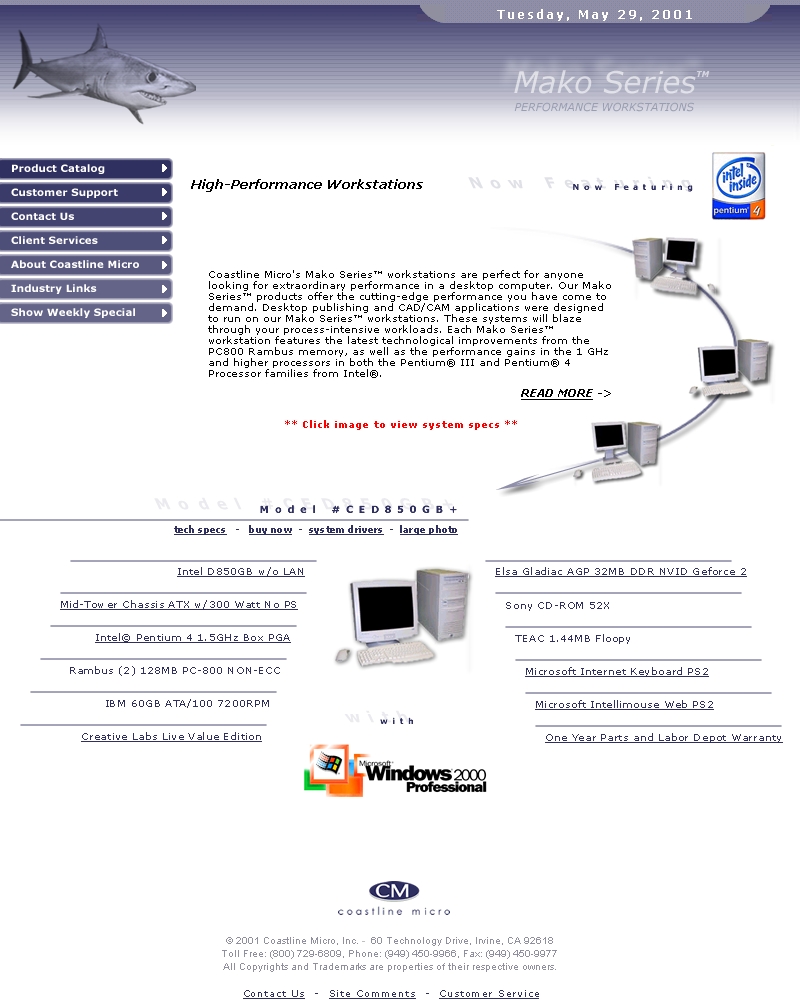 Tuesday, May 29, 2001
Mako Series™
PERFORMANCE WORKSTATIONS
Product Catalog
Customer Support
Contact Us
Client Services
About Coastline Micro
Industry Links
Show Weekly Special
High-Performance Workstations
Now Featuring
Now Featuring
intel
inside
pentium 4
Coastline Micro's Mako Series™ workstations are perfect for anyone
looking for extraordinary performance in a desktop computer. Our Mako
Series™ products offer the cutting-edge performance you have come to
demand. Desktop publishing and CAD/CAM applications were designed
to run on our Mako Series™ workstations. These systems will blaze
through your process-intensive workloads. Each Mako Series™
workstation features the latest technological improvements from the
PC800 Rambus memory, as well as the performance gains in the 1 GHz
and higher processors in both the Pentium® III and Pentium® 4
Processor families from Intel®.
READ MORE ->
** Click image to view system specs **
Model #CED850GB+
Model #CED850GB+
tech specs - buy now - system drivers - large photo
Intel D850GB w/o LAN
Mid-Tower Chassis ATX w/300 Watt No PS
Intel© Pentium 4 1.5GHz Box PGA
Rambus (2) 128MB PC-800 NON-ECC
IBM 60GB ATA/100 7200RPM
Creative Labs Live Value Edition
Elsa Gladiac AGP 32MB DDR NVID Geforce 2
Sony CD-ROM 52X
TEAC 1.44MB Floopy
Microsoft Internet Keyboard PS2
Microsoft Intellimouse Web PS2
One Year Parts and Labor Depot Warranty
with
with
Microsoft®
Windows 2000
Professional
CM
coastline micro
© 2001 Coastline Micro, Inc. - 60 Technology Drive, Irvine, CA 92618
Toll Free: (800) 729-6809, Phone: (949) 450-9966, Fax: (949) 450-9977
All Copyrights and Trademarks are properties of their respective owners.
Contact Us - Site Comments - Customer Service